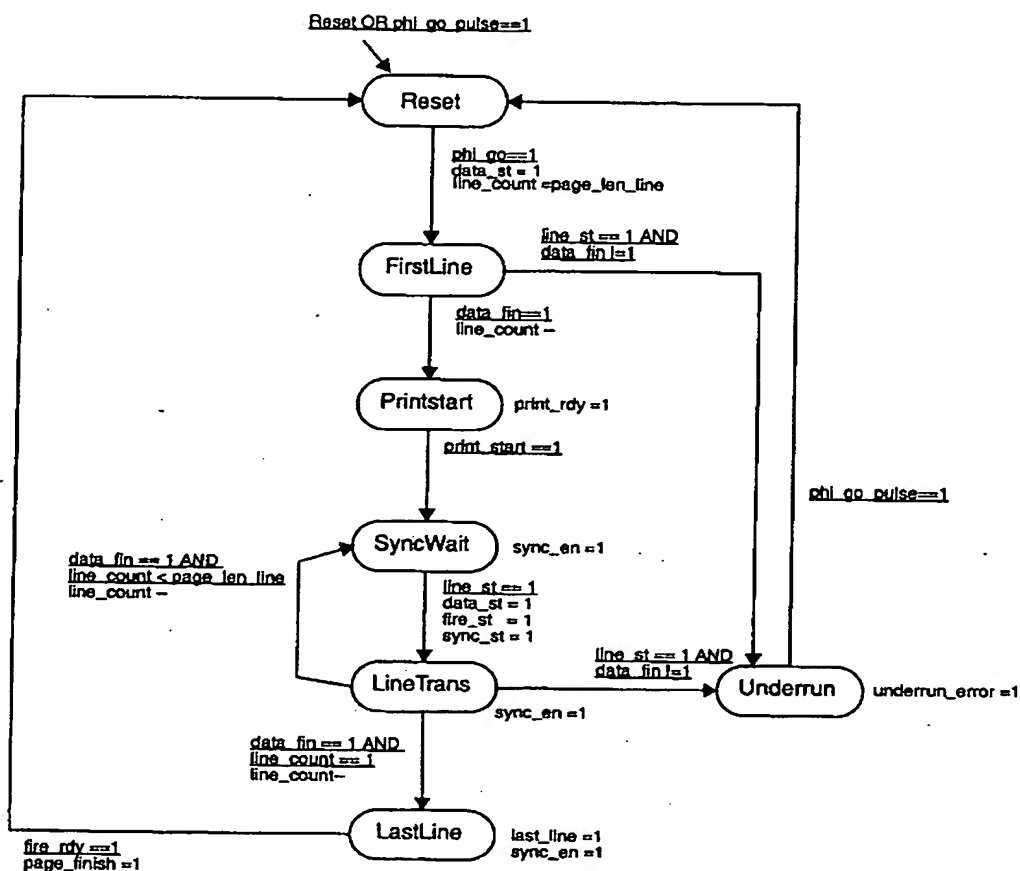 Reset OR phi_go_pulse==1
Reset
phi_go==1
data_st = 1
line_count =page_len_line
line_st == 1 AND
data_fin !=1
FirstLine
data_fin==1
line_count --
Printstart
print_rdy =1
print_start ==1
phi_go_pulse==1
SyncWait
sync_en =1
data_fin == 1 AND
line_count < page_len_line
line_count --
line_st == 1
data_st = 1
fire_st = 1
sync_st = 1
line_st == 1 AND
data_fin !=1
LineTrans
sync_en =1
Underrun
underrun_error =1
data_fin == 1 AND
line_count == 1
line_count--
LastLine
last_line =1
sync_en =1
fire_rdy ==1
page_finish =1